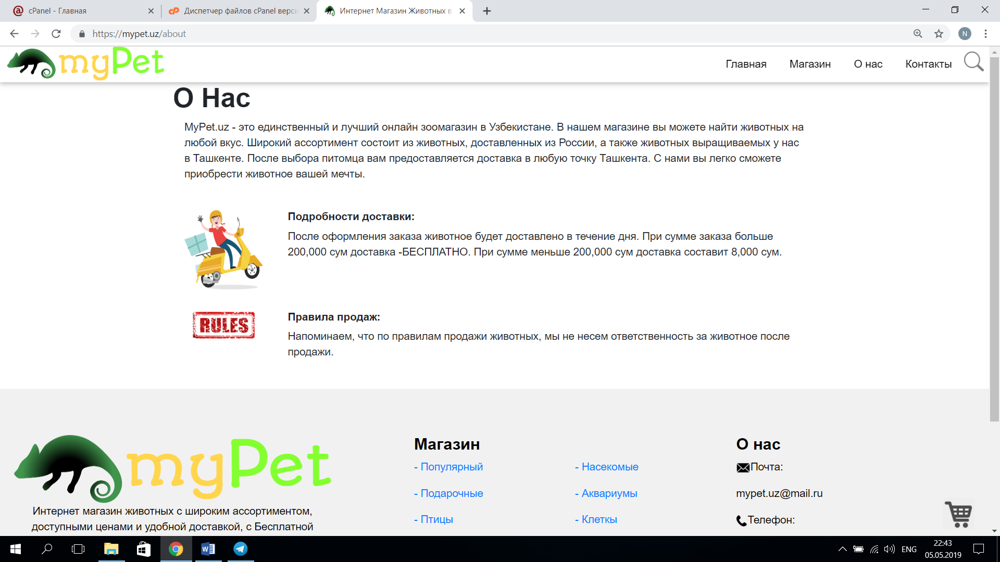 cPanel - Главная
Диспетчер файлов cPanel верси
Интернет Магазин Животных в
https://mypet.uz/about
N
myPet
Главная
Магазин
О нас
Контакты
О Нас
MyPet.uz - это единственный и лучший онлайн зоомагазин в Узбекистане. В нашем магазине вы можете найти животных на
любой вкус. Широкий ассортимент состоит из животных, доставленных из России, а также животных выращиваемых у нас
в Ташкенте. После выбора питомца вам предоставляется доставка в любую точку Ташкента. С нами вы легко сможете
приобрести животное вашей мечты.
Подробности доставки:
После оформления заказа животное будет доставлено в течение дня. При сумме заказа больше
200,000 сум доставка -БЕСПЛАТНО. При сумме меньше 200,000 сум доставка составит 8,000 сум.
RULES
Правила продаж:
Напоминаем, что по правилам продажи животных, мы не несем ответственность за животное после
продажи.
myPet
Интернет магазин животных с широким ассортиментом,
доступными ценами и удобной доставкой, с Бесплатной
Магазин
- Популярный
- Насекомые
- Подарочные
- Аквариумы
- Птицы
- Клеткы
О нас
Почта:
mypet.uz@mail.ru
Телефон:
ENG
22:43
05.05.2019